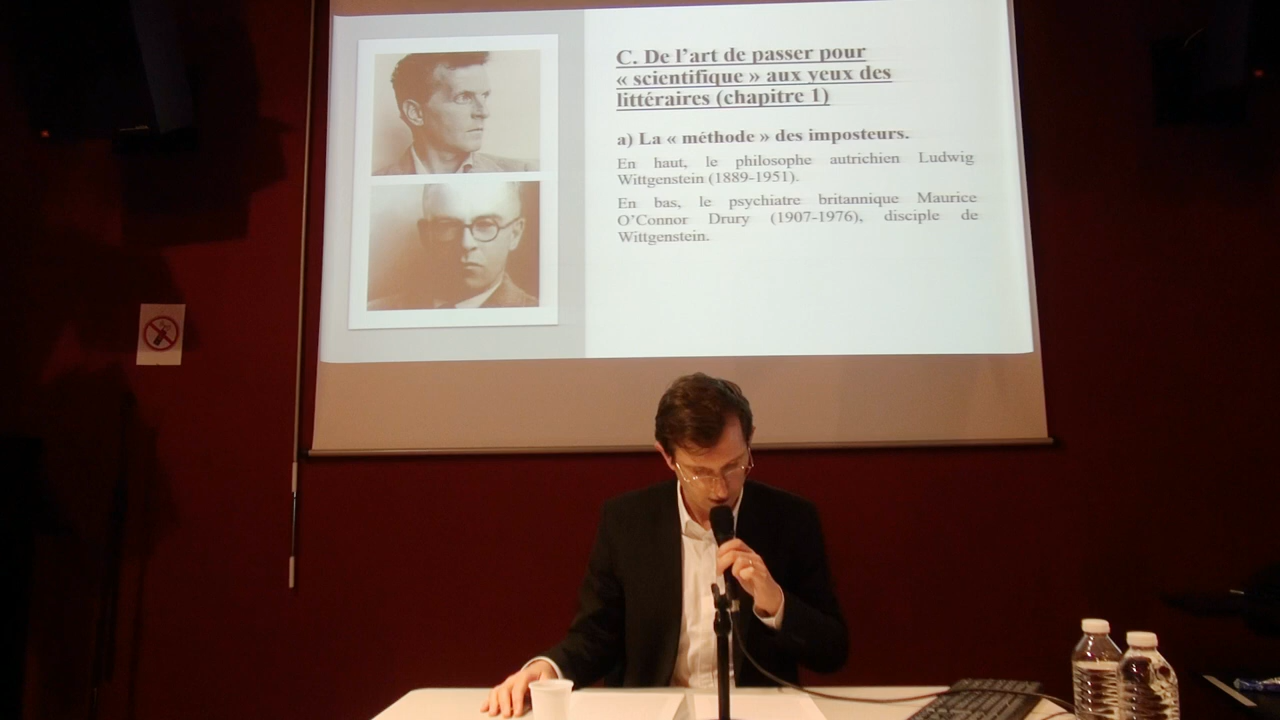 C. De l’art de passer pour
« scientifique » aux yeux des
littéraires (chapitre 1)
a) La « méthode » des imposteurs.
En haut, le philosophe autrichien Ludwig
Wittgenstein (1889-1951).
En bas, le psychiatre britannique Maurice
O’Connor Drury (1907-1976), disciple de
Wittgenstein.